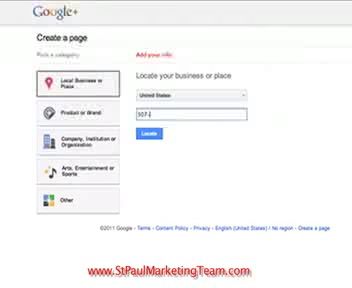 Google+
Create a page
Pick a category
Add your info
Local Business or Place
Locate your business or place
United States
307-
Product or Brand
Locate
Company, Institution or Organization
Arts, Entertainment or Sports
Other
©2011 Google - Terms - Content Policy - Privacy - English (United States) / No region - Create a page
www.StPaulMarketingTeam.com